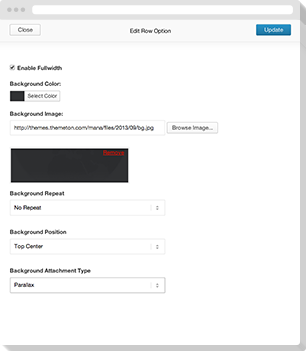 Close
Edit Row Option
Update
Enable Fullwidth
Background Color:
Select Color
Background Image:
http://themes.themeton.com/mana/files/2013/09/bg.jpg
Browse Image...
Remove
Background Repeat
No Repeat
Background Position
Top Center
Background Attachment Type
Paralax